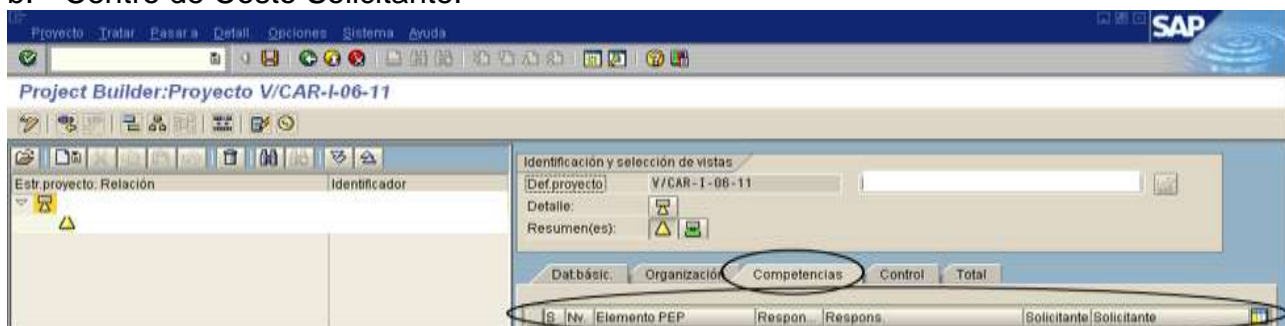 b. Centro de Costo Solicitante.
Proyecto Tratar Pasar a Detall. Opciones Sistema Ayuda
SAP
Project Builder:Proyecto V/CAR-I-06-11
Identificación y selección de vistas
Estr.proyecto: Relación Identificador
Def.proyecto V/CAR-I-06-11
Detalle:
Resumen(es):
Dat.básic. Organización Competencias Control Total
S Nv. Elemento PEP Respon... Respons. Solicitante Solicitante